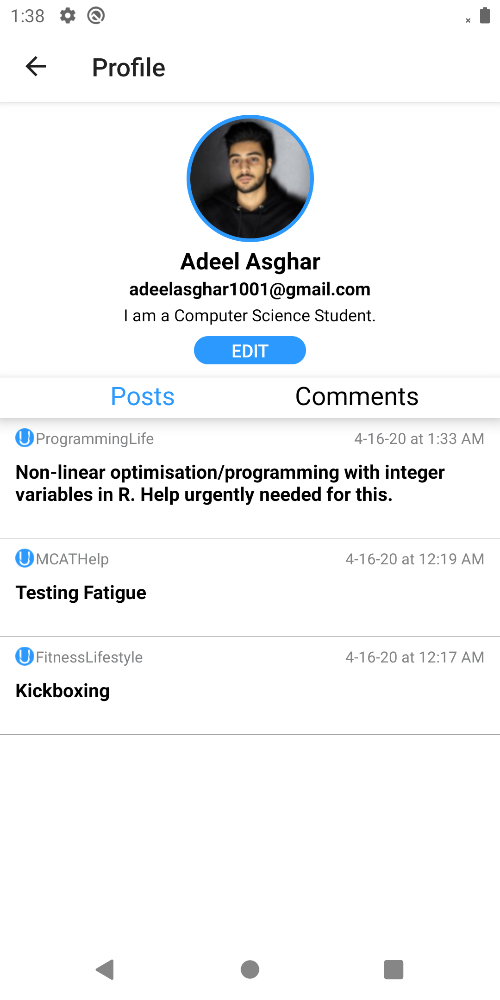 1:38
Profile
Adeel Asghar
adeelasghar1001@gmail.com
I am a Computer Science Student.
EDIT
Posts Comments
ProgrammingLife 4-16-20 at 1:33 AM
Non-linear optimisation/programming with integer
variables in R. Help urgently needed for this.
MCATHelp 4-16-20 at 12:19 AM
Testing Fatigue
FitnessLifestyle 4-16-20 at 12:17 AM
Kickboxing